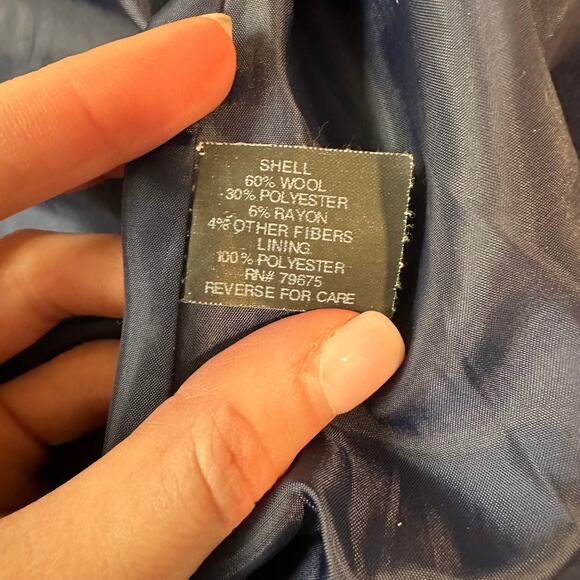 SHELL
60% WOOL
30% POLYESTER
6% RAYON
4% OTHER FIBERS
LINING
100% POLYESTER
RN# 79675
REVERSE FOR CARE